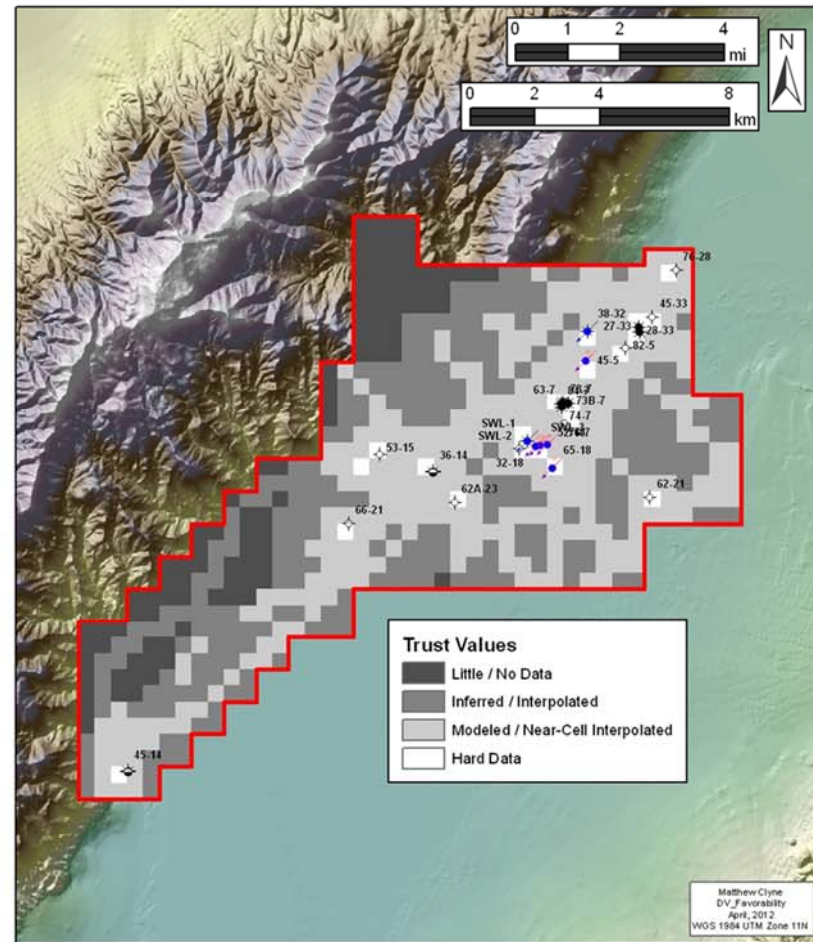 0 1 2 4
mi
N
0 2 4 8
km
76-28
45-33
38-32
27-33
28-33
82-5
45-5
63-7
73B-7
74-7
SWL-1
SWL-2
SWL-3
32-18
65-18
53-15
36-14
62A-23
62-21
66-21
Trust Values
Little / No Data
Inferred / Interpolated
Modeled / Near-Cell Interpolated
Hard Data
45-14
Matthew Clyne
DV_Favorability
April, 2012
WGS 1984 UTM Zone 11N